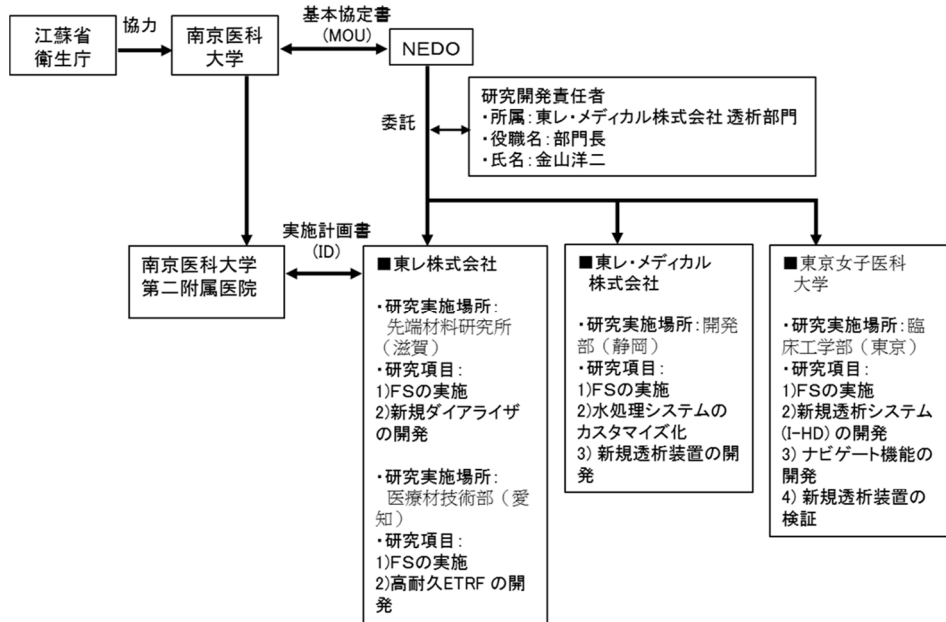 江蘇省
衛生庁
協力
南京医科
大学
基本協定書
(MOU)
NEDO
委託
研究開発責任者
・所属:東レ・メディカル株式会社 透析部門
・役職名:部門長
・氏名:金山洋二
南京医科大学
第二附属医院
実施計画書
(ID)
■東レ株式会社
・研究実施場所:
先端材料研究所
(滋賀)
・研究項目:
1)FSの実施
2)新規ダイアライザ
の開発
・研究実施場所:
医療材技術部(愛
知)
・研究項目:
1)FSの実施
2)高耐久ETRF の開
発
■東レ・メディカル
株式会社
・研究実施場所:開発
部(静岡)
・研究項目:
1)FSの実施
2)水処理システムの
カスタマイズ化
3) 新規透析装置の開
発
■東京女子医科
大学
・研究実施場所:臨
床工学部(東京)
・研究項目:
1)FSの実施
2)新規透析システム
(I-HD) の開発
3) ナビゲート機能の
開発
4) 新規透析装置の
検証